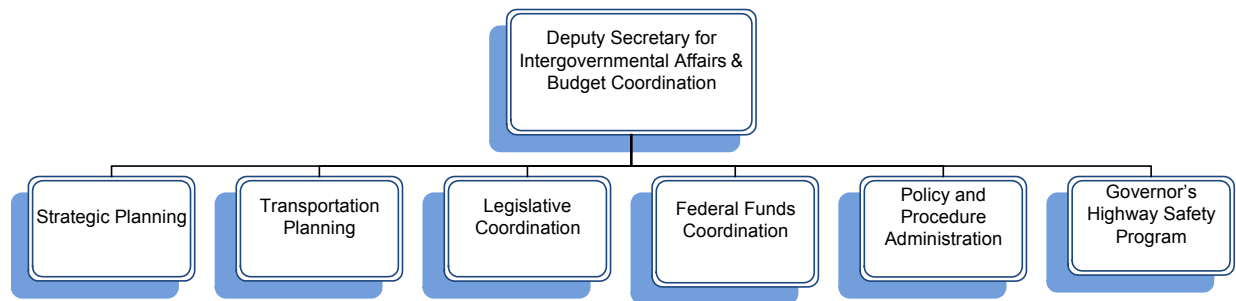 Deputy Secretary for
Intergovernmental Affairs &
Budget Coordination
Strategic Planning
Transportation
Planning
Legislative
Coordination
Federal Funds
Coordination
Policy and
Procedure
Administration
Governor’s
Highway Safety
Program